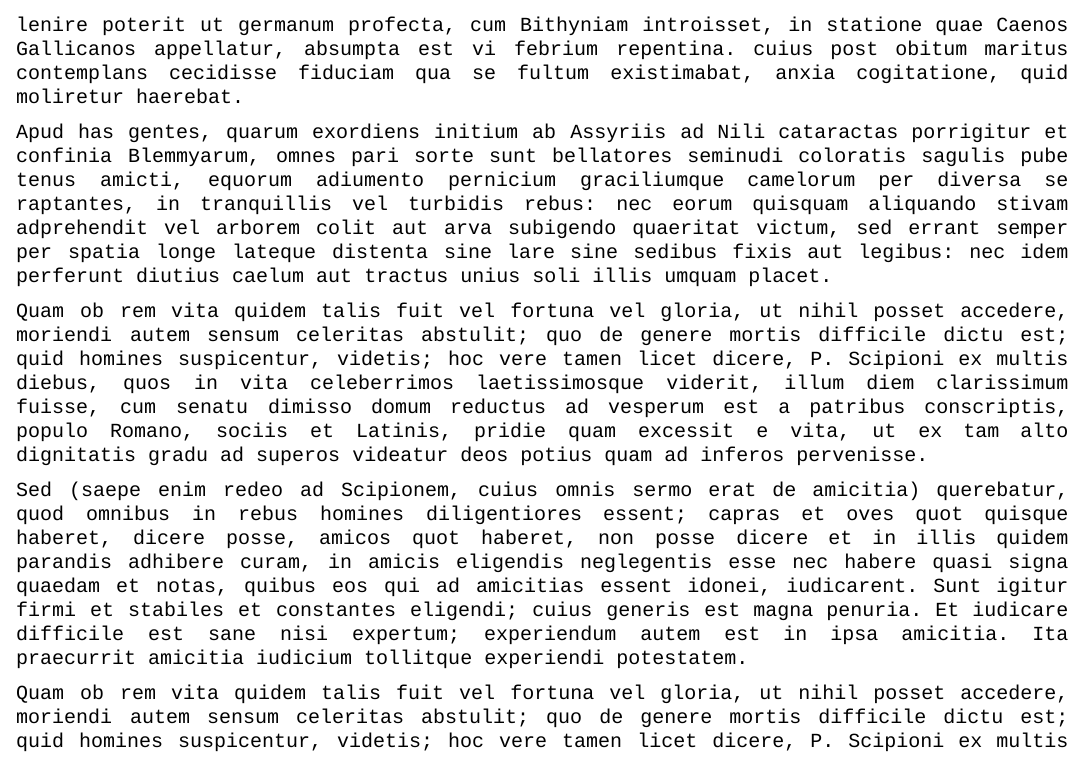 lenire poterit ut germanum profecta, cum Bithyniam introisset, in statione quae Caenos
Gallicanos appellatur, absumpta est vi febrium repentina. cuius post obitum maritus
contemplans cecidisse fiduciam qua se fultum existimabat, anxia cogitatione, quid
moliretur haerebat.
Apud has gentes, quarum exordiens initium ab Assyriis ad Nili cataractas porrigitur et
confinia Blemmyarum, omnes pari sorte sunt bellatores seminudi coloratis sagulis pube
tenus amicti, equorum adiumento pernicium graciliumque camelorum per diversa se
raptantes, in tranquillis vel turbidis rebus: nec eorum quisquam aliquando stivam
adprehendit vel arborem colit aut arva subigendo quaeritat victum, sed errant semper
per spatia longe lateque distenta sine lare sine sedibus fixis aut legibus: nec idem
perferunt diutius caelum aut tractus unius soli illis umquam placet.
Quam ob rem vita quidem talis fuit vel fortuna vel gloria, ut nihil posset accedere,
moriendi autem sensum celeritas abstulit; quo de genere mortis difficile dictu est;
quid homines suspicentur, videtis; hoc vere tamen licet dicere, P. Scipioni ex multis
diebus, quos in vita celeberrimos laetissimosque viderit, illum diem clarissimum
fuisse, cum senatu dimisso domum reductus ad vesperum est a patribus conscriptis,
populo Romano, sociis et Latinis, pridie quam excessit e vita, ut ex tam alto
dignitatis gradu ad superos videatur deos potius quam ad inferos pervenisse.
Sed (saepe enim redeo ad Scipionem, cuius omnis sermo erat de amicitia) querebatur,
quod omnibus in rebus homines diligentiores essent; capras et oves quot quisque
haberet, dicere posse, amicos quot haberet, non posse dicere et in illis quidem
parandis adhibere curam, in amicis eligendis neglegentis esse nec habere quasi signa
quaedam et notas, quibus eos qui ad amicitias essent idonei, iudicarent. Sunt igitur
firmi et stabiles et constantes eligendi; cuius generis est magna penuria. Et iudicare
difficile est sane nisi expertum; experiendum autem est in ipsa amicitia. Ita
praecurrit amicitia iudicium tollitque experiendi potestatem.
Quam ob rem vita quidem talis fuit vel fortuna vel gloria, ut nihil posset accedere,
moriendi autem sensum celeritas abstulit; quo de genere mortis difficile dictu est;
quid homines suspicentur, videtis; hoc vere tamen licet dicere, P. Scipioni ex multis